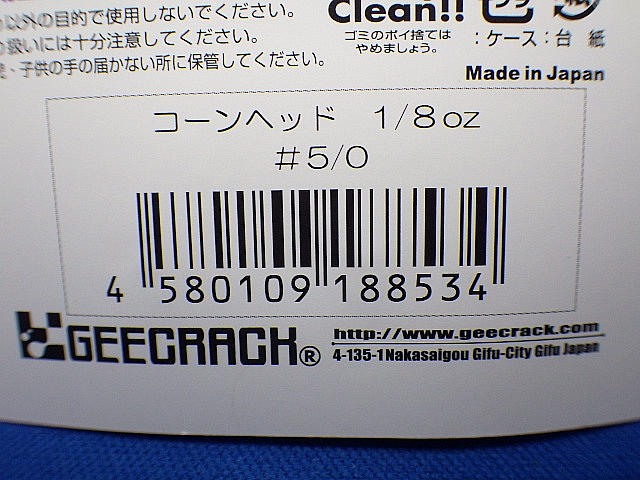 以外の目的で使用しないでください。
扱いには十分注意してください。
・子供の手の届かない所に保管してください。
Clean!!
ゴミのポイ捨ては
やめましょう。
プラ
:ケース:台 紙
Made in Japan
コーンヘッド 1/8oz
#5/0
4 580109 188534
GEECRACK®
http://www.geecrack.com
4-135-1 Nakasaigou Gifu-City Gifu Japan